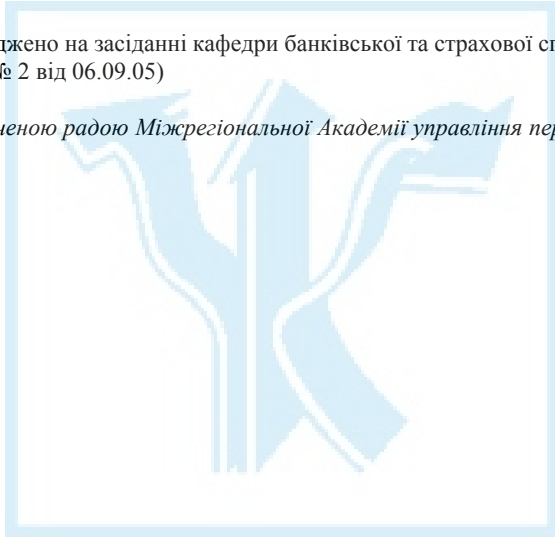 джено на засіданні кафедри банківської та страхової сп
№ 2 від 06.09.05)
ченою радою Міжрегіональної Академії управління пер